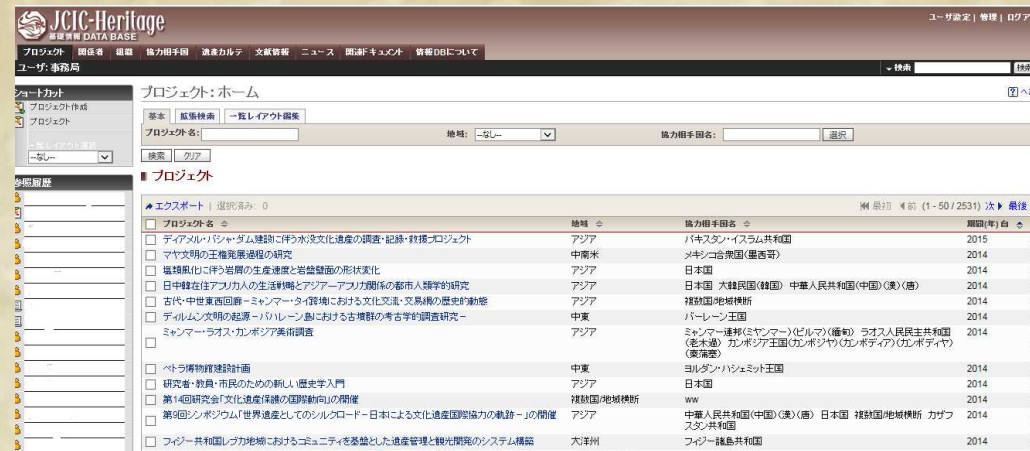 JCIC-Heritage
基礎情報 DATA BASE
ユーザ設定 | 管理 | ログア
プロジェクト 関係者 組織 協力相手国 遺産カルテ 文献情報 ニュース 関連ドキュメント 情報DBについて
ユーザ: 事務局
検索 検索
ショートカット
プロジェクト作成
プロジェクト
一覧レイアウト選択
--なし--
参照履歴
プロジェクト: ホーム
基本 拡張検索 一覧レイアウト編集
プロジェクト名: 地域: --なし-- 協力相手国名: 選択
検索 クリア
プロジェクト
エクスポート | 選択済み: 0 最初 前 (1 - 50 / 2531) 次 最後
プロジェクト名 地域 協力相手国名 期間(年)自
ディアメル・バシャ・ダム建設に伴う水没文化遺産の調査・記録・救援プロジェクト アジア パキスタン・イスラム共和国 2015
マヤ文明の王権発展過程の研究 中南米 メキシコ合衆国(墨西哥) 2014
塩類風化に伴う岩屑の生産速度と岩盤壁面の形状変化 アジア 日本国 2014
日中韓在住アフリカ人の生活戦略とアジアーアフリカ関係の都市人類学的研究 アジア 日本国 大韓民国(韓国) 中華人民共和国(中国)(漢)(唐) 2014
古代・中世東西回廊－ミャンマー・タイ跨境における文化交流・交易網の歴史的動態 アジア 複数国/地域横断 2014
ディルムン文明の起源－バハレーン島における古墳群の考古学的調査研究－ 中東 バーレーン王国 2014
ミャンマー・ラオス・カンボジア美術調査 アジア ミャンマー連邦(ミヤンマー)(ビルマ)(緬甸) ラオス人民民主共和国 2014
(老木過) カンボジア王国(カンボジヤ)(カンボディア)(カンボディヤ)
(柬蒲寨)
ペトラ博物館建設計画 中東 ヨルダン・ハシェミット王国 2014
研究者・教員・市民のための新しい歴史学入門 アジア 日本国 2014
第14回研究会「文化遺産保護の国際動向」の開催 複数国/地域横断 ww 2014
第9回シンポジウム「世界遺産としてのシルクロード－日本による文化遺産国際協力の軌跡－」の開催 アジア 中華人民共和国(中国)(漢)(唐) 日本国 複数国/地域横断 カザフ 2014
スタン共和国
フィジー共和国レブカ地域におけるコミュニティを基盤とした遺産管理と観光開発のシステム構築 大洋州 フィジー諸島共和国 2014